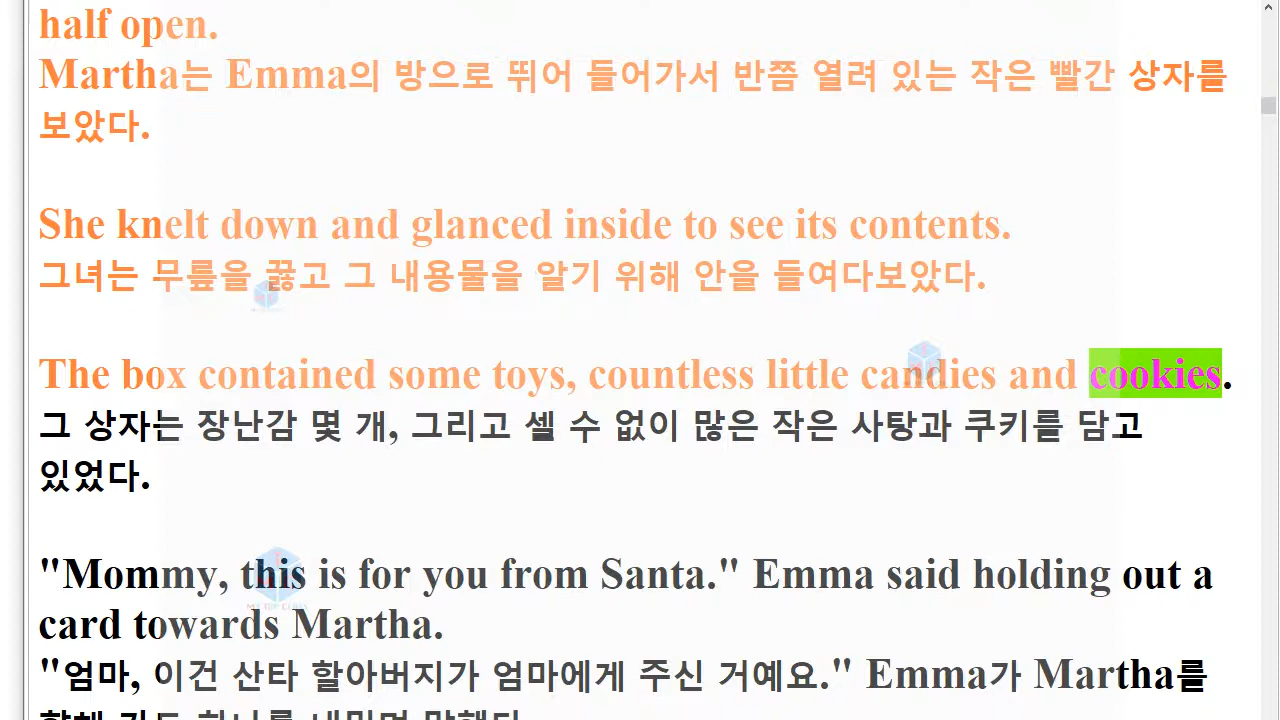 half open.
Martha는 Emma의 방으로 뛰어 들어가서 반쯤 열려 있는 작은 빨간 상자를
보았다.
She knelt down and glanced inside to see its contents.
그녀는 무릎을 꿇고 그 내용물을 알기 위해 안을 들여다보았다.
The box contained some toys, countless little candies and cookies.
그 상자는 장난감 몇 개, 그리고 셀 수 없이 많은 작은 사탕과 쿠키를 담고
있었다.
"Mommy, this is for you from Santa." Emma said holding out a
card towards Martha.
"엄마, 이건 산타 할아버지가 엄마에게 주신 거예요." Emma가 Martha를